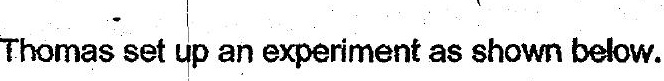 Thomas set up an experiment as shown below.